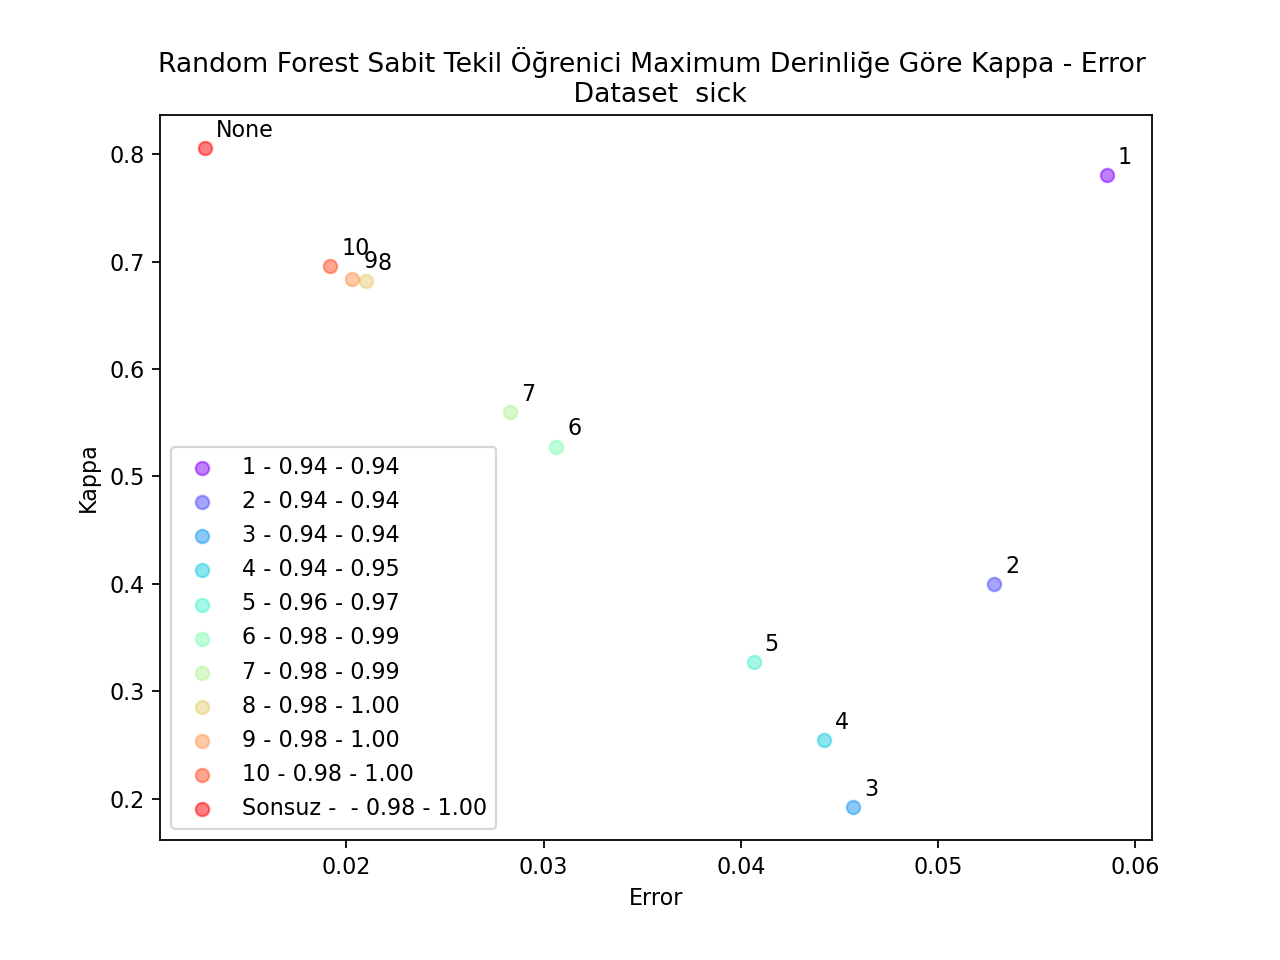 Random Forest Sabit Tekil Öğrenici Maximum Derinliğe Göre Kappa - Error
Dataset  sick
None
1
10
9
8
7
6
2
5
4
3
0.8
0.7
0.6
0.5
0.4
0.3
0.2
Kappa
1 - 0.94 - 0.94
2 - 0.94 - 0.94
3 - 0.94 - 0.94
4 - 0.94 - 0.95
5 - 0.96 - 0.97
6 - 0.98 - 0.99
7 - 0.98 - 0.99
8 - 0.98 - 1.00
9 - 0.98 - 1.00
10 - 0.98 - 1.00
Sonsuz -  - 0.98 - 1.00
0.02
0.03
0.04
0.05
0.06
Error